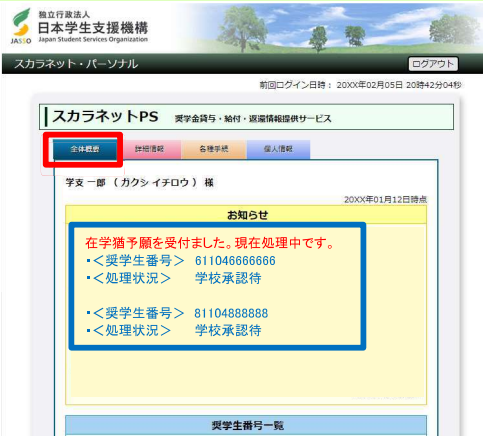 独立行政法人
日本学生支援機構
JASSO Japan Student Services Organization
スカラネット・パーソナル
ログアウト
前回ログイン日時： 20XX年02月05日 20時42分04秒
スカラネットPS 奨学金貸与・給付・返還情報提供サービス
全体概要 詳細情報 各種手続 個人情報
学支 一郎 （ ガクシ イチロウ ） 様
20XX年01月12日時点
お知らせ
在学猶予願を受付ました。現在処理中です。
・＜奨学生番号＞ 611046666666
・＜処理状況＞ 学校承認待
・＜奨学生番号＞ 81104888888
・＜処理状況＞ 学校承認待
奨学生番号一覧